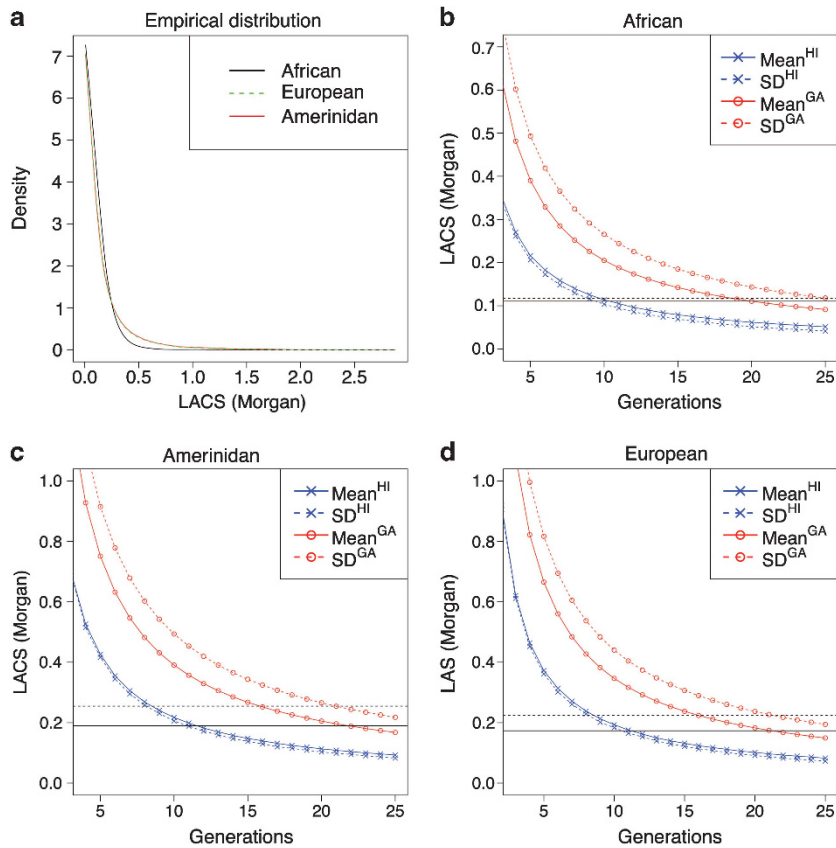 a
Empirical distribution
7
6
5
4
3
2
1
0
Density
African
European
Amerinidan
0.0 0.5 1.0 1.5 2.0 2.5
LACS (Morgan)
b
African
0.7
0.6
0.5
0.4
0.3
0.2
0.1
0.0
LACS (Morgan)
Mean^HI
SD^HI
Mean^GA
SD^GA
5 10 15 20 25
Generations
c
Amerinidan
1.0
0.8
0.6
0.4
0.2
0.0
LACS (Morgan)
Mean^HI
SD^HI
Mean^GA
SD^GA
5 10 15 20 25
Generations
d
European
1.0
0.8
0.6
0.4
0.2
0.0
LAS (Morgan)
Mean^HI
SD^HI
Mean^GA
SD^GA
5 10 15 20 25
Generations